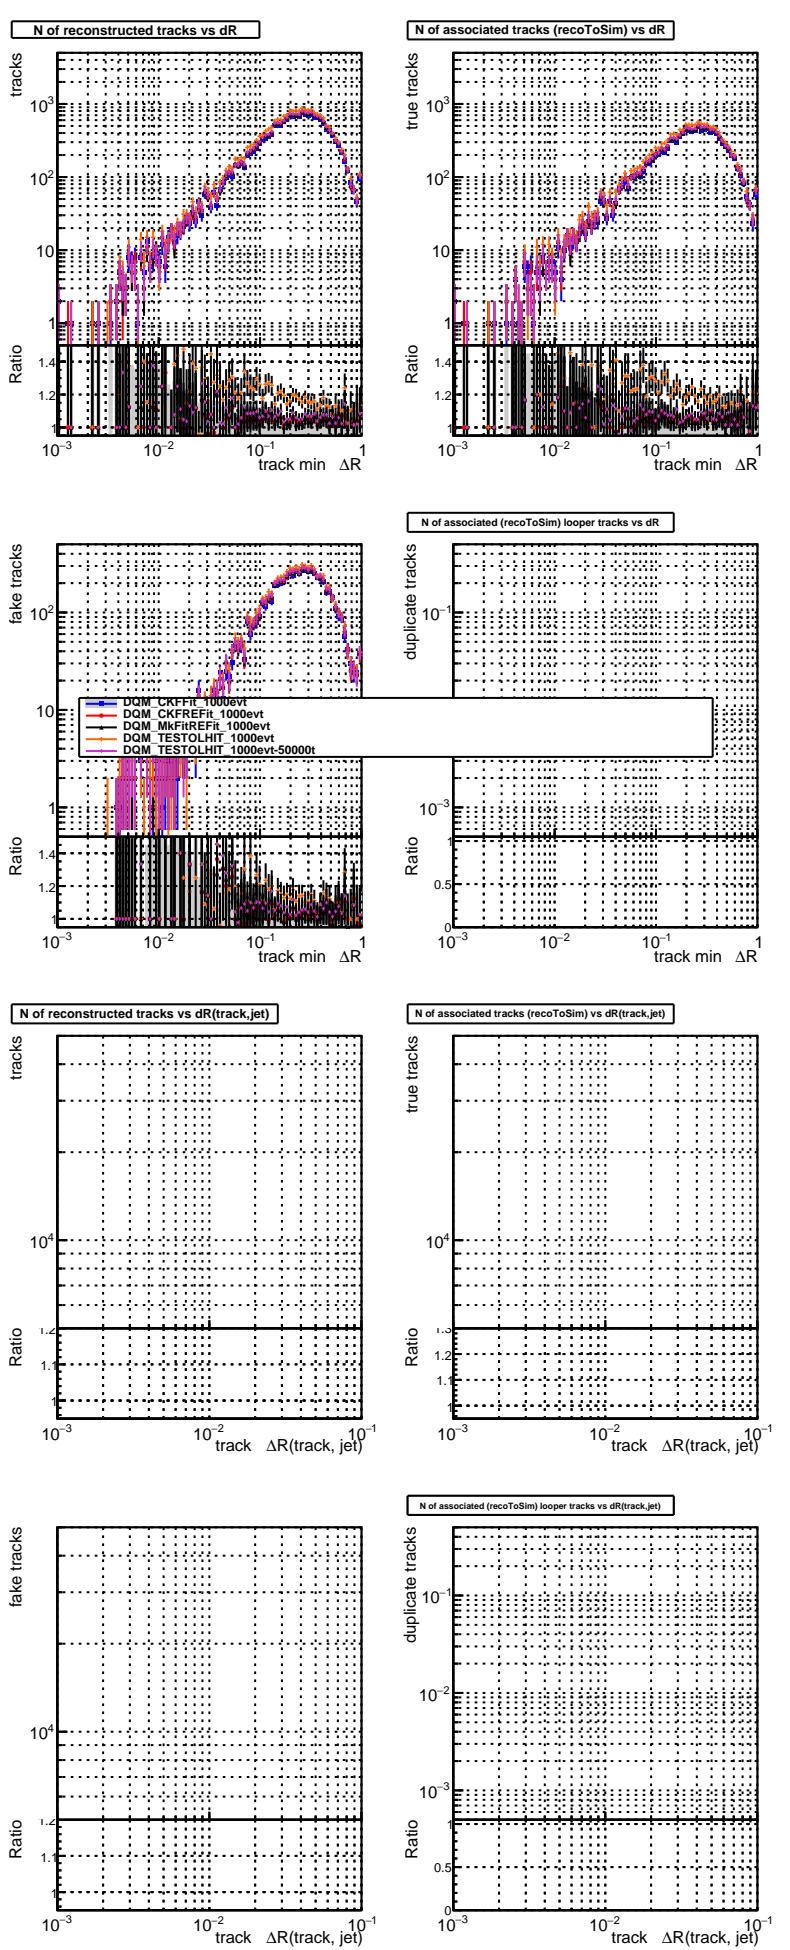 N of reconstructed tracks vs dR
N of associated tracks (recoToSim) vs dR
tracks
10³
10²
10
1
Ratio
1.4
1.2
1
10⁻³ 10⁻² 10⁻¹ 1
track min ΔR
true tracks
10³
10²
10
1
Ratio
1.4
1.2
1
10⁻³ 10⁻² 10⁻¹ 1
track min ΔR
N of associated (recoToSim) looper tracks vs dR
fake tracks
10²
10
1
Ratio
1.4
1.2
1
10⁻³ 10⁻² 10⁻¹ 1
track min ΔR
duplicate tracks
10⁻¹
10⁻³
Ratio
1
0.5
0
10⁻³ 10⁻² 10⁻¹ 1
track min ΔR
DQM_CKFFit_1000evt
DQM_CKFREFit_1000evt
DQM_MkFitREFit_1000evt
DQM_TESTOLHIT_1000evt
DQM_TESTOLHIT_1000evt-50000t
N of reconstructed tracks vs dR(track,jet)
N of associated tracks (recoToSim) vs dR(track,jet)
tracks
10⁴
Ratio
1.2
1.1
1
10⁻³ 10⁻² 10⁻¹
track ΔR(track, jet)
true tracks
10⁴
Ratio
1.3
1.2
1.1
1
10⁻³ 10⁻² 10⁻¹
track ΔR(track, jet)
N of associated (recoToSim) looper tracks vs dR(track,jet)
fake tracks
10⁴
Ratio
1.2
1.1
1
10⁻³ 10⁻² 10⁻¹
track ΔR(track, jet)
duplicate tracks
10⁻¹
10⁻²
10⁻³
Ratio
1
0.5
0
10⁻³ 10⁻² 10⁻¹
track ΔR(track, jet)